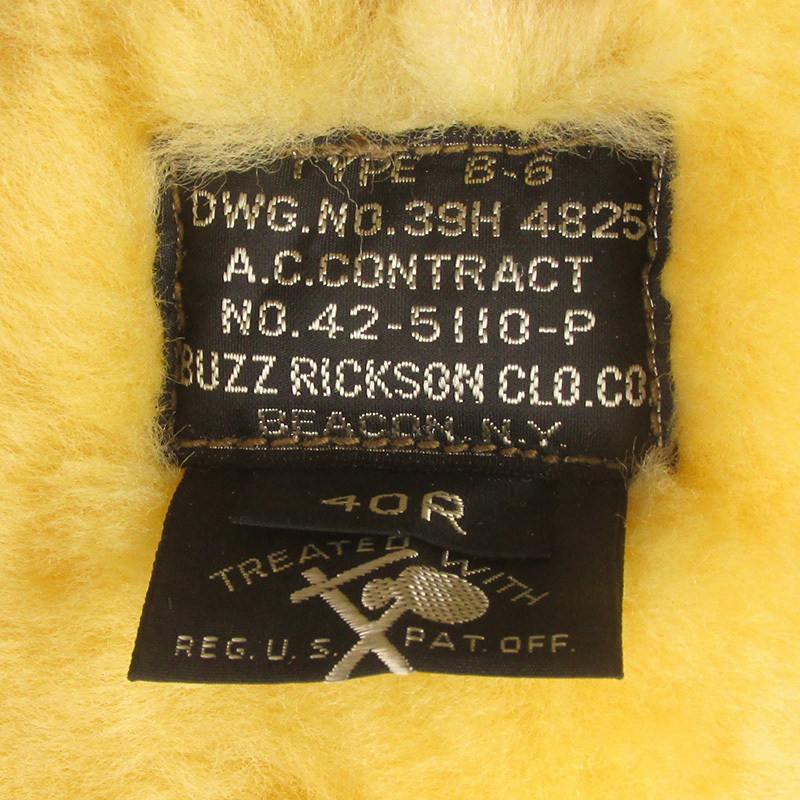 TYPE B-6
DWG.NO.39H 4825
A.C.CONTRACT
NO.42-5110-P
BUZZ RICKSON CLO.CO
BEACON, N.Y.
40R
TREATED WITH
REG. U. S. PAT. OFF.